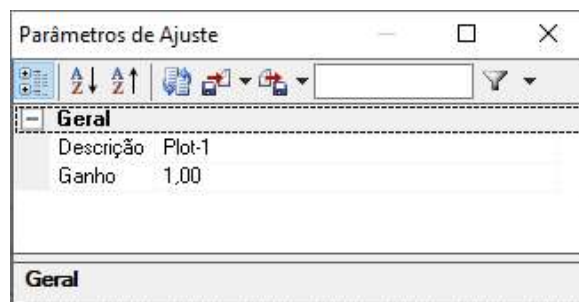 Parâmetros de Ajuste
Geral
Descrição Plot-1
Ganho 1,00
Geral